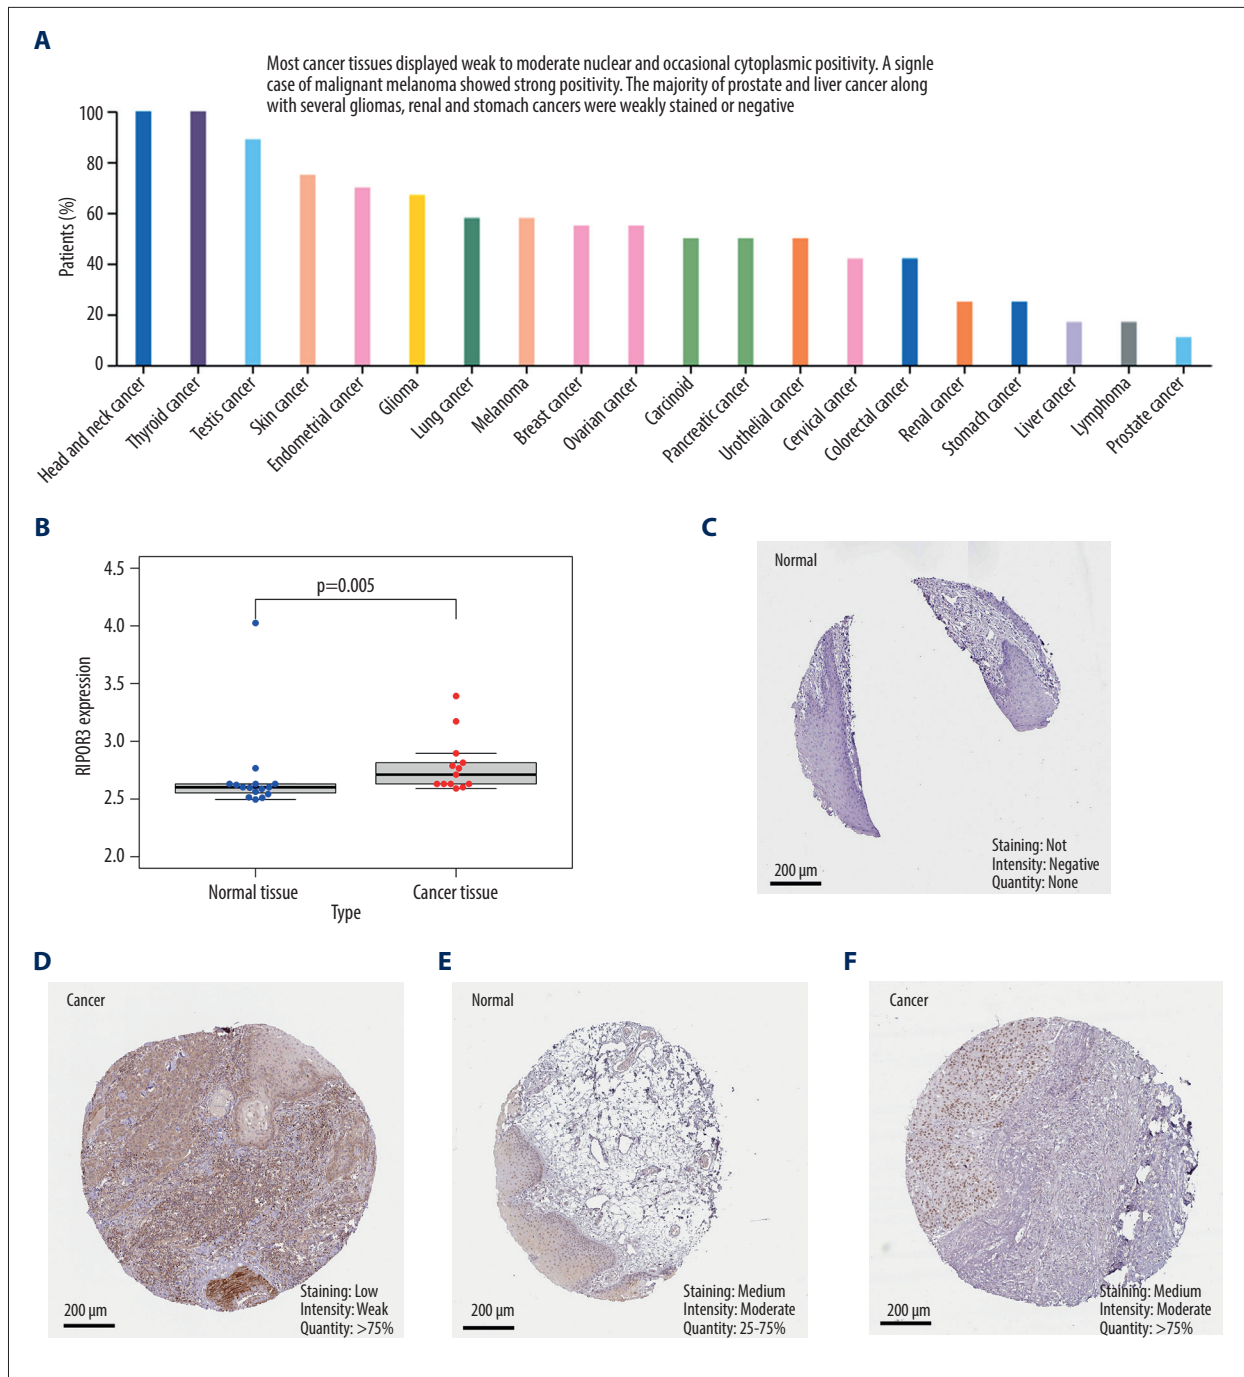 A
Most cancer tissues displayed weak to moderate nuclear and occasional cytoplasmic positivity. A signle
case of malignant melanoma showed strong positivity. The majority of prostate and liver cancer along
with several gliomas, renal and stomach cancers were weakly stained or negative
Patients (%)
100
80
60
40
20
0
Head and neck cancer
Thyroid cancer
Testis cancer
Skin cancer
Endometrial cancer
Glioma
Lung cancer
Melanoma
Breast cancer
Ovarian cancer
Carcinoid
Pancreatic cancer
Urothelial cancer
Cervical cancer
Colorectal cancer
Renal cancer
Stomach cancer
Liver cancer
Lymphoma
Prostate cancer
B
RIPOR3 expression
4.5
4.0
3.5
3.0
2.5
2.0
p=0.005
Normal tissue
Cancer tissue
Type
C
Normal
200 µm
Staining: Not
Intensity: Negative
Quantity: None
D
Cancer
200 µm
Staining: Low
Intensity: Weak
Quantity: >75%
E
Normal
200 µm
Staining: Medium
Intensity: Moderate
Quantity: 25-75%
F
Cancer
200 µm
Staining: Medium
Intensity: Moderate
Quantity: >75%